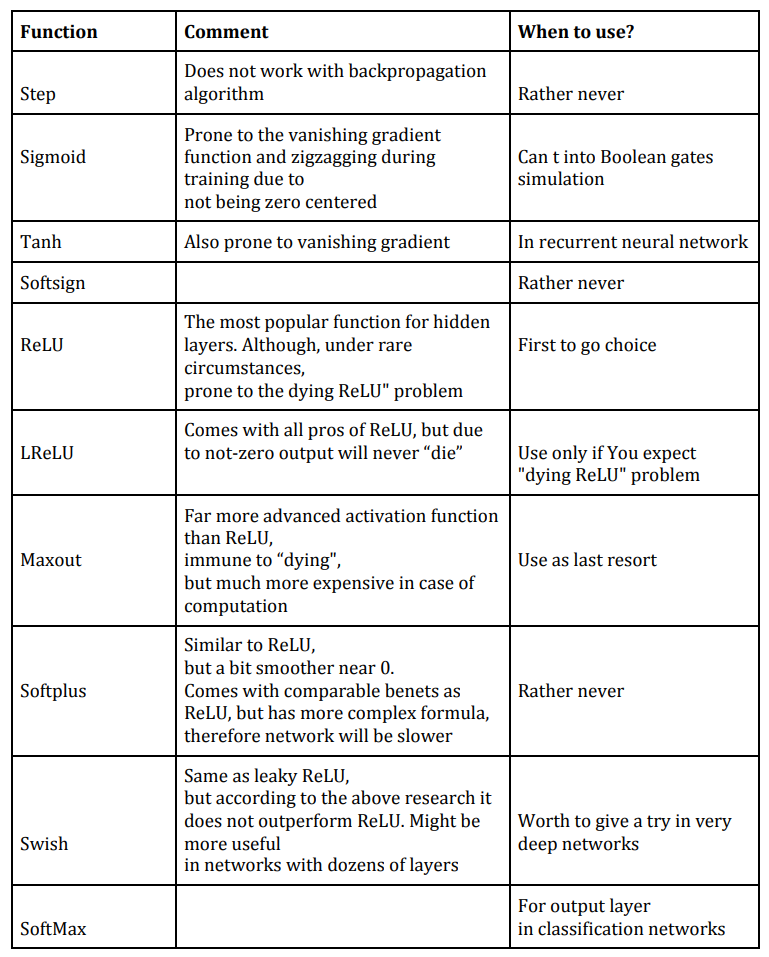 Function Comment When to use?
Does not work with backpropagation
Step algorithm Rather never
Prone to the vanishing gradient
Sigmoid function and zigzagging during Can t into Boolean gates
training due to simulation
not being zero centered
Tanh Also prone to vanishing gradient In recurrent neural network
Softsign Rather never
The most popular function for hidden
ReLU layers. Although, under rare First to go choice
circumstances,
prone to the dying ReLU" problem
Comes with all pros of ReLU, but due
LReLU to not-zero output will never “die” Use only if You expect
"dying ReLU" problem
Far more advanced activation function
than ReLU,
Maxout immune to “dying", Use as last resort
but much more expensive in case of
computation
Similar to ReLU,
but a bit smoother near 0.
Softplus Comes with comparable benets as Rather never
ReLU, but has more complex formula,
therefore network will be slower
Same as leaky ReLU,
but according to the above research it
does not outperform ReLU. Might be Worth to give a try in very
Swish more useful deep networks
in networks with dozens of layers
For output layer
SoftMax in classification networks